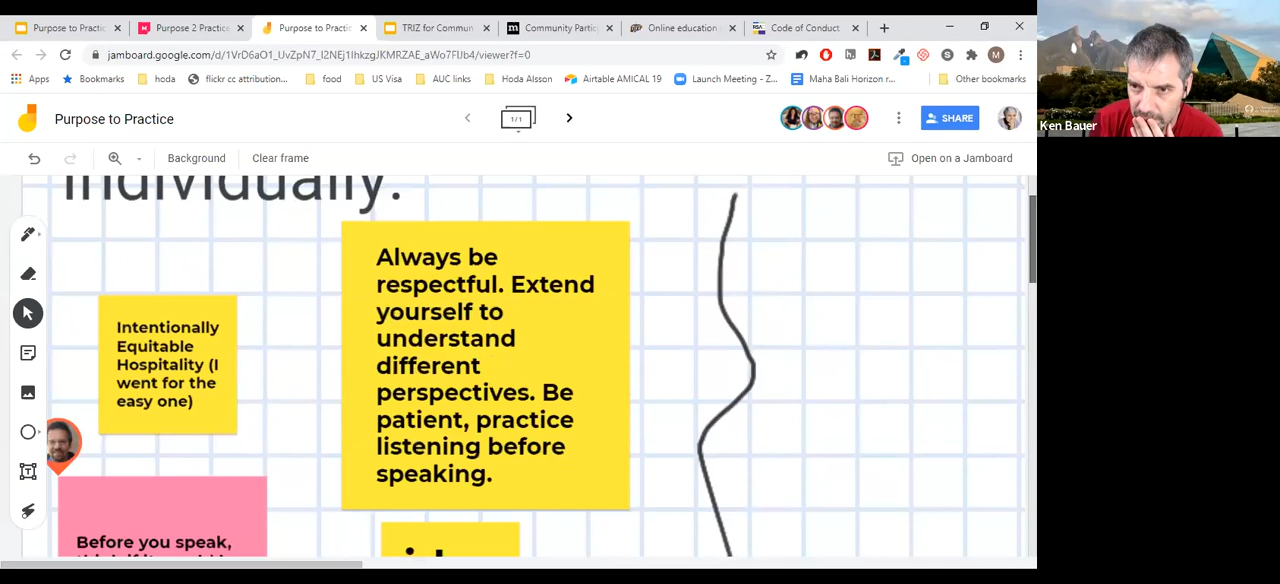 Purpose to Practic
Purpose 2 Practice
Purpose to Practic
TRIZ for Commun
Community Partic
Online education
Code of Conduct
jamboard.google.com/d/1VrD6aO1_UvZpN7_I2NEj1IhkzgJKMRZAE_aWo7FUb4/viewer?f=0
Apps
Bookmarks
hoda
flickr cc attribution...
food
US Visa
AUC links
Hoda Alsson
Airtable AMICAL 19
Launch Meeting - Z...
Maha Bali Horizon r...
Other bookmarks
Purpose to Practice
1/1
SHARE
Background
Clear frame
Open on a Jamboard
individually.
Always be
respectful. Extend
yourself to
understand
different
perspectives. Be
patient, practice
listening before
speaking.
Intentionally
Equitable
Hospitality (I
went for the
easy one)
Before you speak,
Ken Bauer